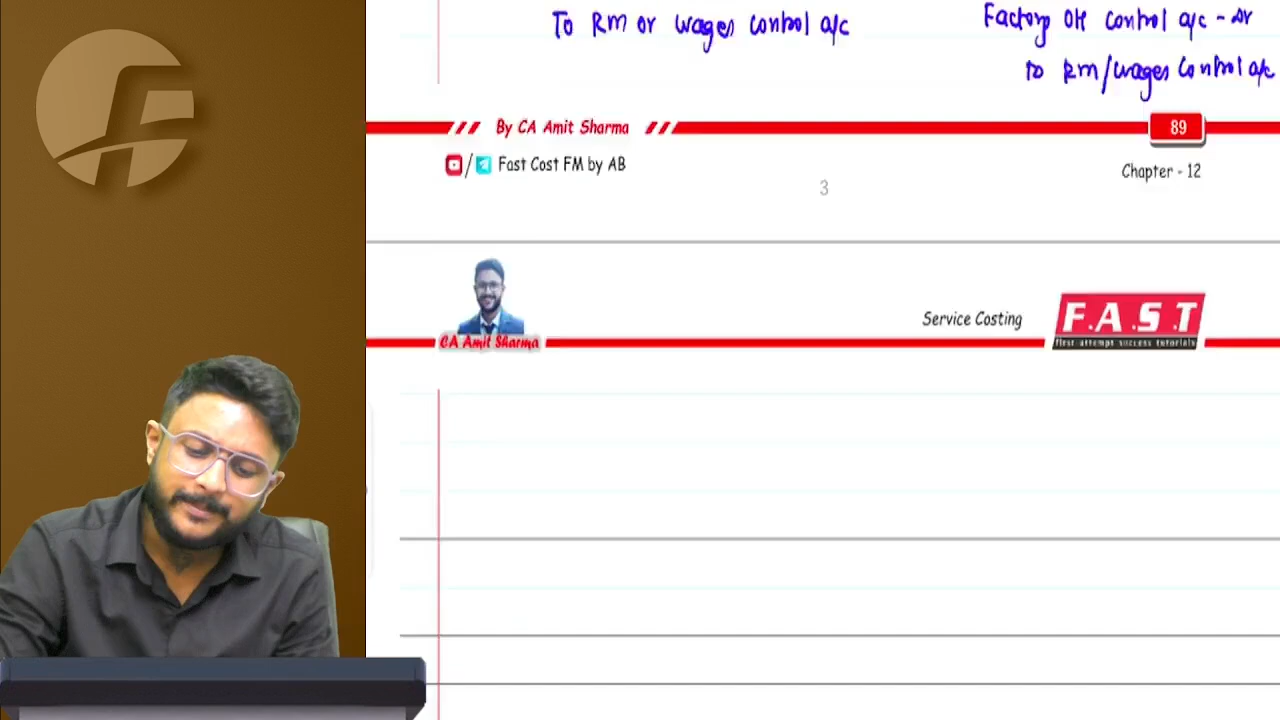 To Rm or wages control a/c
Factory OH control a/c - Dr
to Rm/wages Control a/c
By CA Amit Sharma
89
Fast Cost FM by AB
Chapter - 12
3
CA Amit Sharma
Service Costing
F.A.S.T
first attempt success tutorials